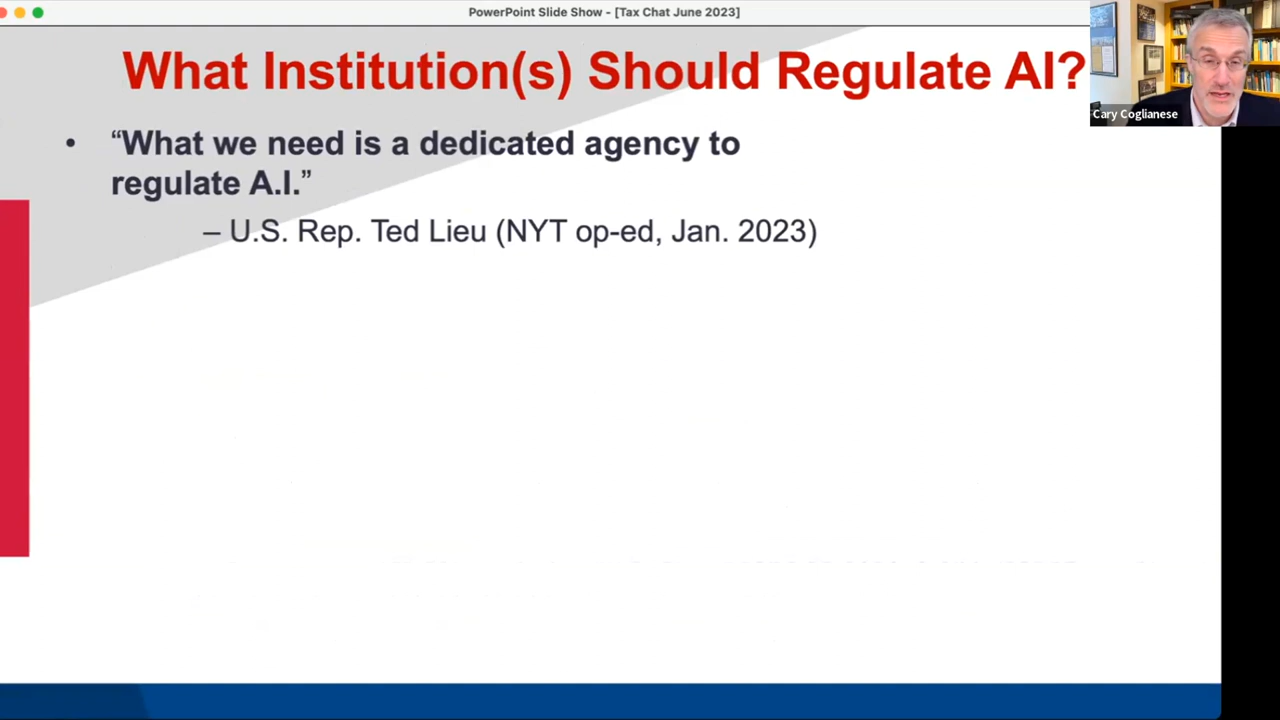 PowerPoint Slide Show - [Tax Chat June 2023]
What Institution(s) Should Regulate AI?
Cary Coglianese
• “What we need is a dedicated agency to
regulate A.I.”
– U.S. Rep. Ted Lieu (NYT op-ed, Jan. 2023)